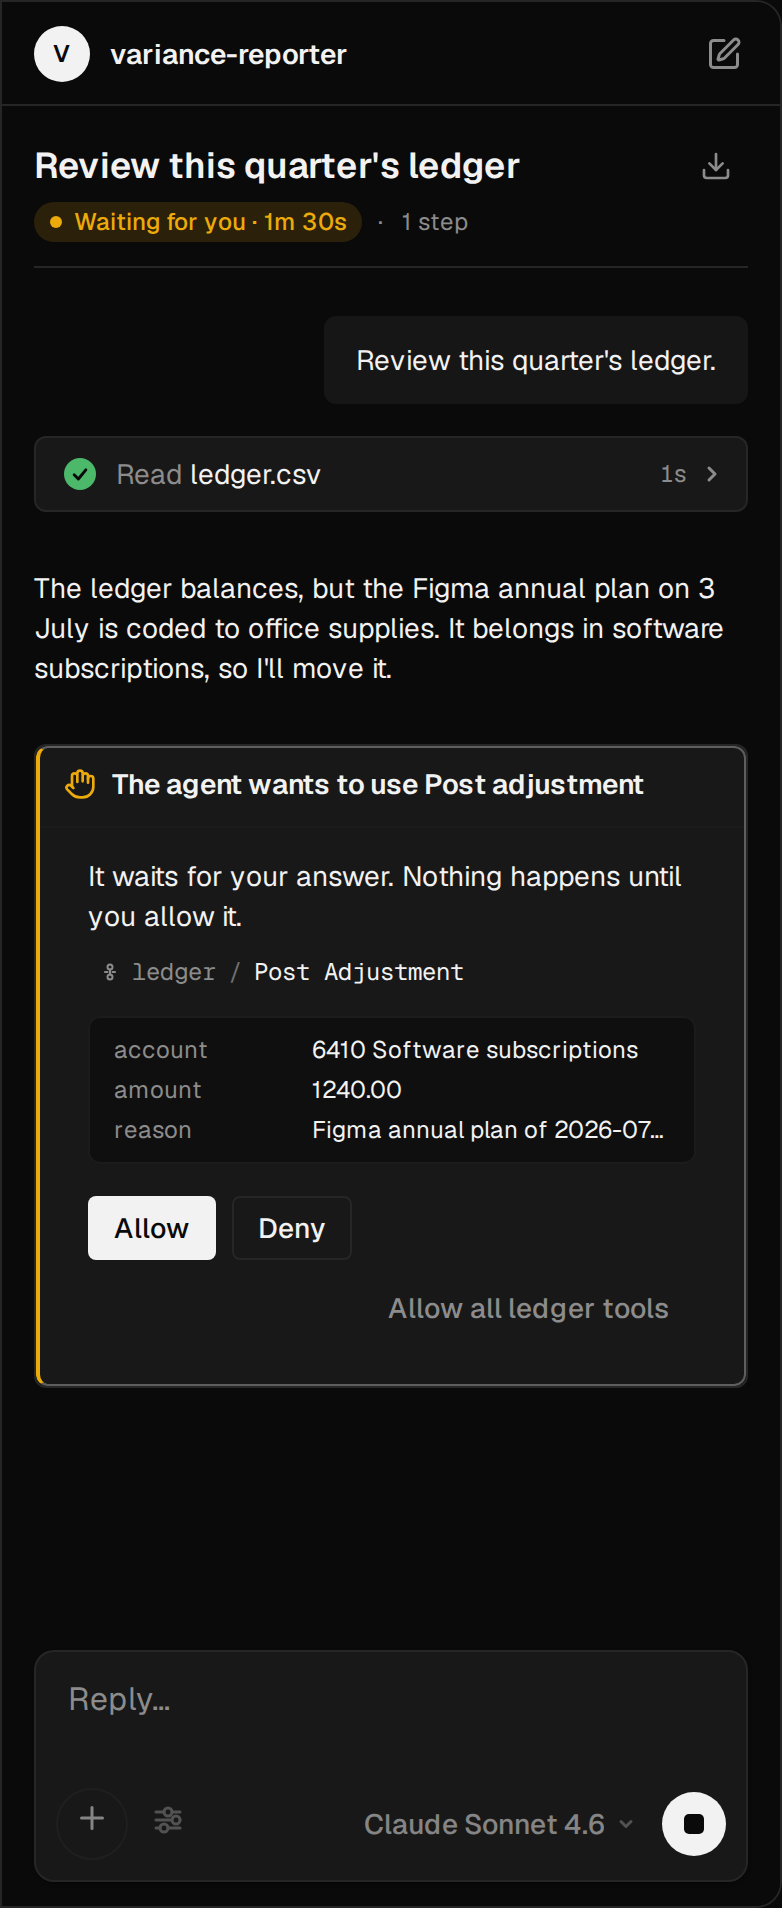 V variance-reporter
Review this quarter's ledger
Waiting for you · 1m 30s · 1 step
Review this quarter's ledger.
Read ledger.csv 1s
The ledger balances, but the Figma annual plan on 3
July is coded to office supplies. It belongs in software
subscriptions, so I'll move it.
The agent wants to use Post adjustment
It waits for your answer. Nothing happens until
you allow it.
ledger / Post Adjustment
account 6410 Software subscriptions
amount 1240.00
reason Figma annual plan of 2026-07…
Allow Deny
Allow all ledger tools
Reply…
Claude Sonnet 4.6